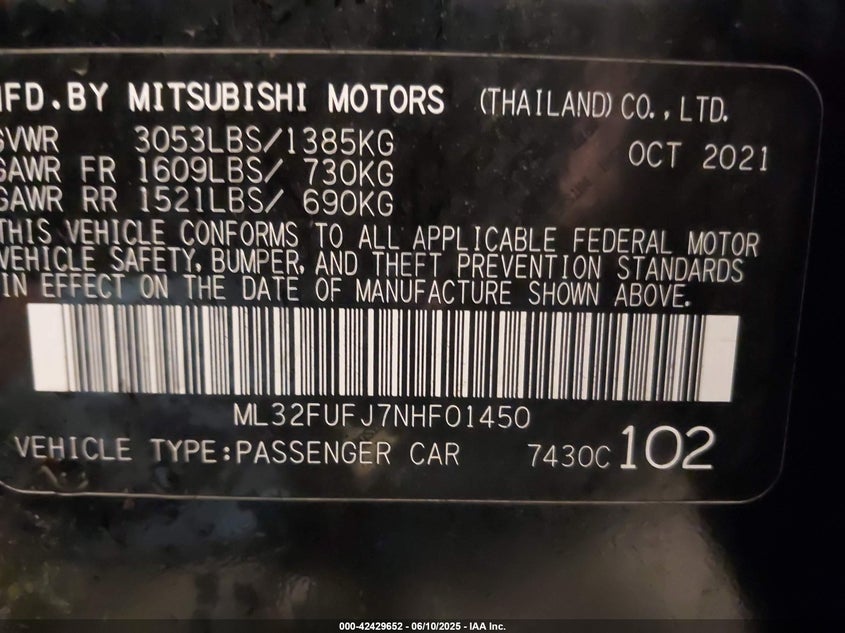 MFD.BY MITSUBISHI MOTORS (THAILAND) CO., LTD.
GVWR 3053LBS/1385KG OCT 2021
GAWR FR 1609LBS/ 730KG
GAWR RR 1521LBS/ 690KG
THIS VEHICLE CONFORMS TO ALL APPLICABLE FEDERAL MOTOR
VEHICLE SAFETY, BUMPER, AND THEFT PREVENTION STANDARDS
IN EFFECT ON THE DATE OF MANUFACTURE SHOWN ABOVE.
ML32FUFJ7NHF01450
VEHICLE TYPE:PASSENGER CAR 7430C 102
000-42429652 - 06/10/2025 - IAA Inc.